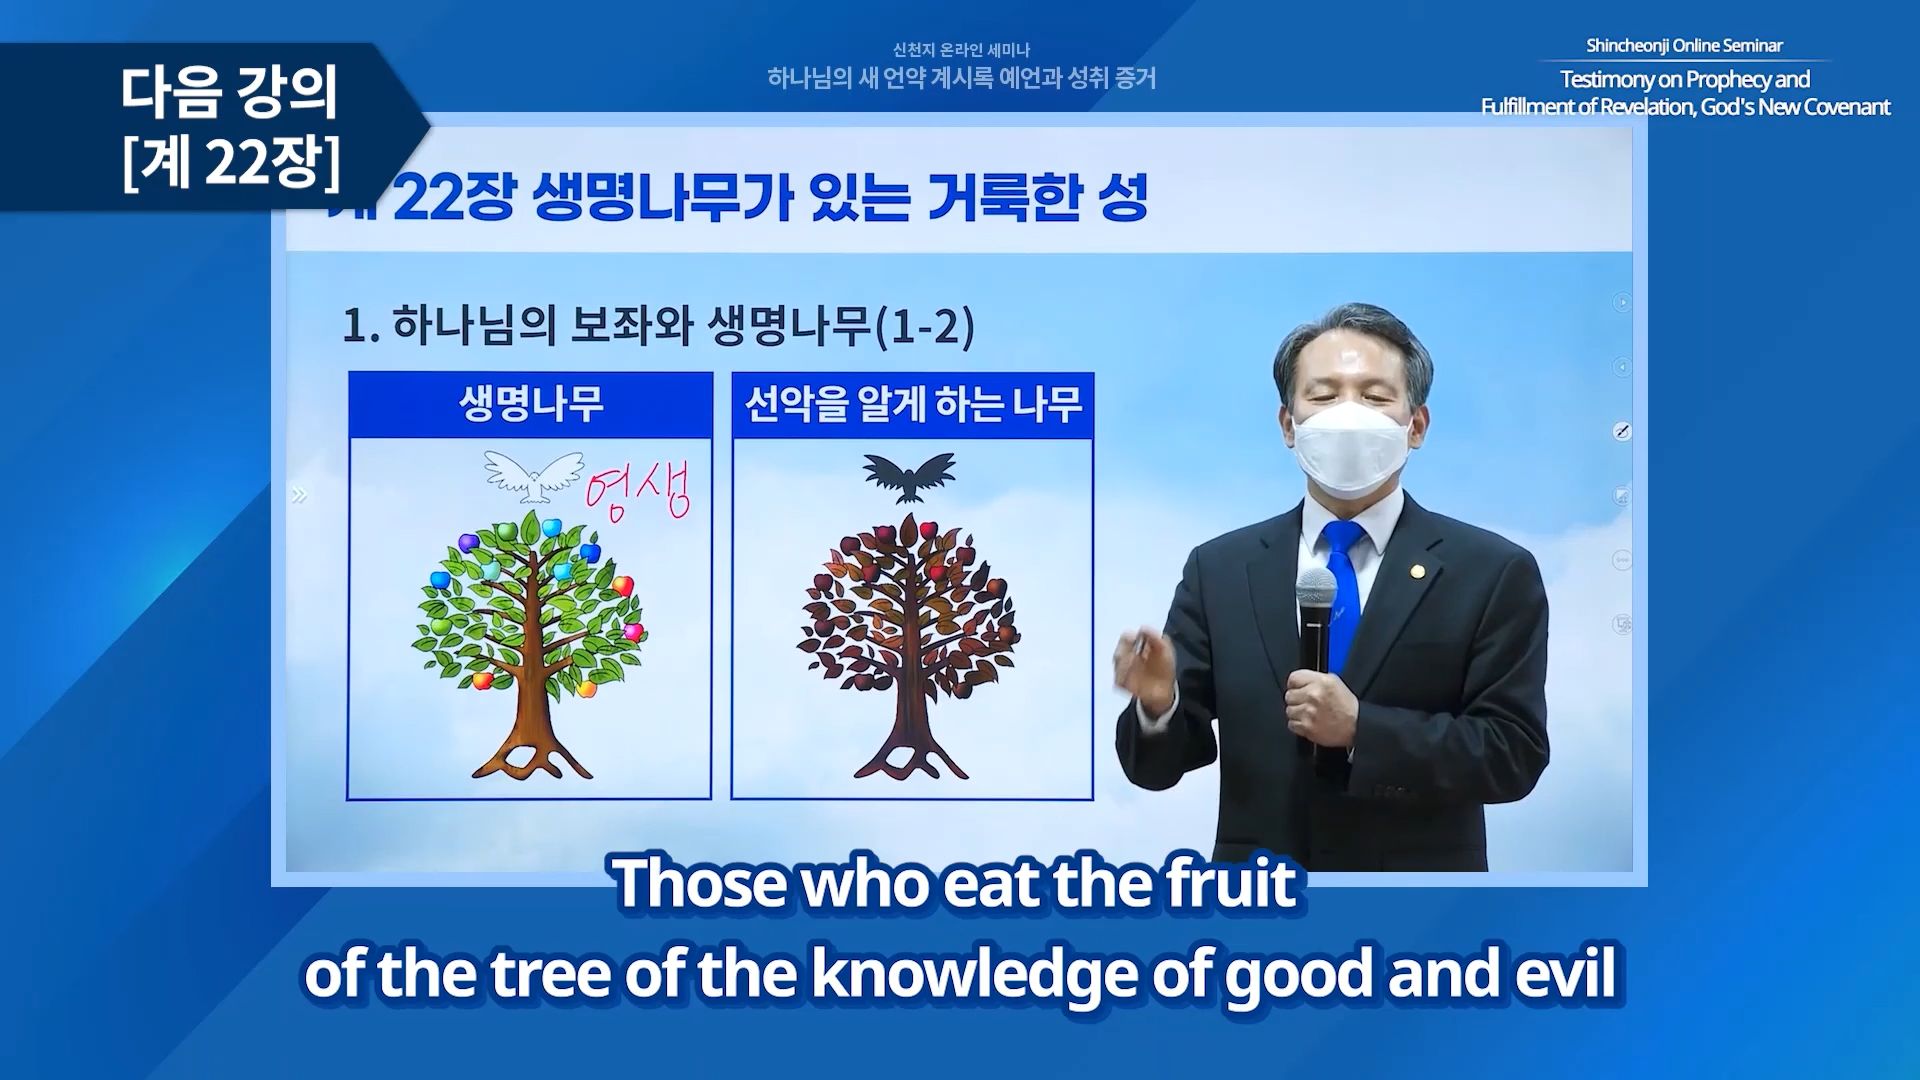 다음 강의
[계 22장]
신천지 온라인 세미나
하나님의 새 언약 계시록 예언과 성취 증거
Shincheonji Online Seminar
Testimony on Prophecy and
Fulfillment of Revelation, God's New Covenant
계 22장 생명나무가 있는 거룩한 성
1. 하나님의 보좌와 생명나무(1-2)
생명나무
선악을 알게 하는 나무
영생
Those who eat the fruit
of the tree of the knowledge of good and evil